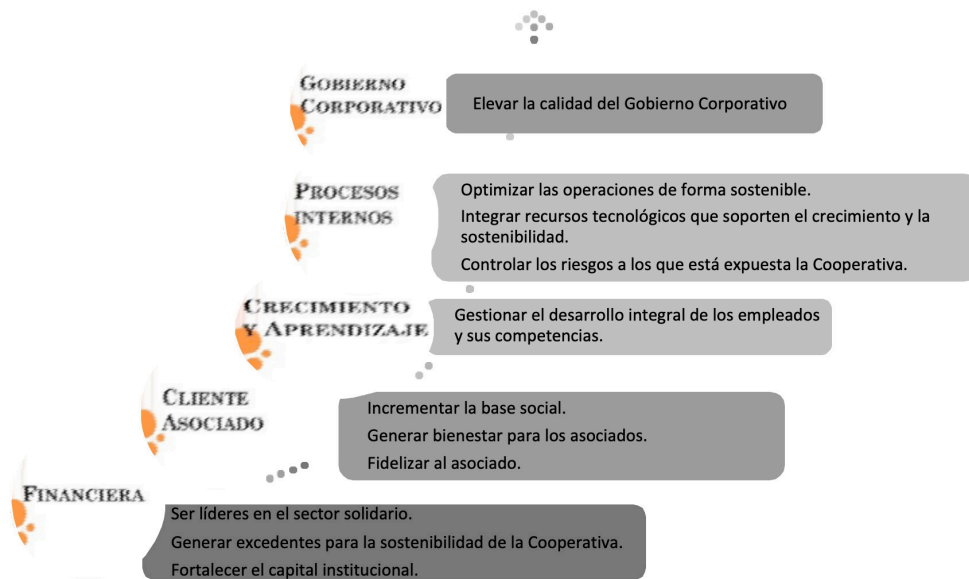 GOBIERNO
CORPORATIVO
Elevar la calidad del Gobierno Corporativo
PROCESOS
INTERNOS
Optimizar las operaciones de forma sostenible.
Integrar recursos tecnológicos que soporten el crecimiento y la
sostenibilidad.
Controlar los riesgos a los que está expuesta la Cooperativa.
CRECIMIENTO
Y APRENDIZAJE
Gestionar el desarrollo integral de los empleados
y sus competencias.
CLIENTE
ASOCIADO
Incrementar la base social.
Generar bienestar para los asociados.
Fidelizar al asociado.
FINANCIERA
Ser líderes en el sector solidario.
Generar excedentes para la sostenibilidad de la Cooperativa.
Fortalecer el capital institucional.